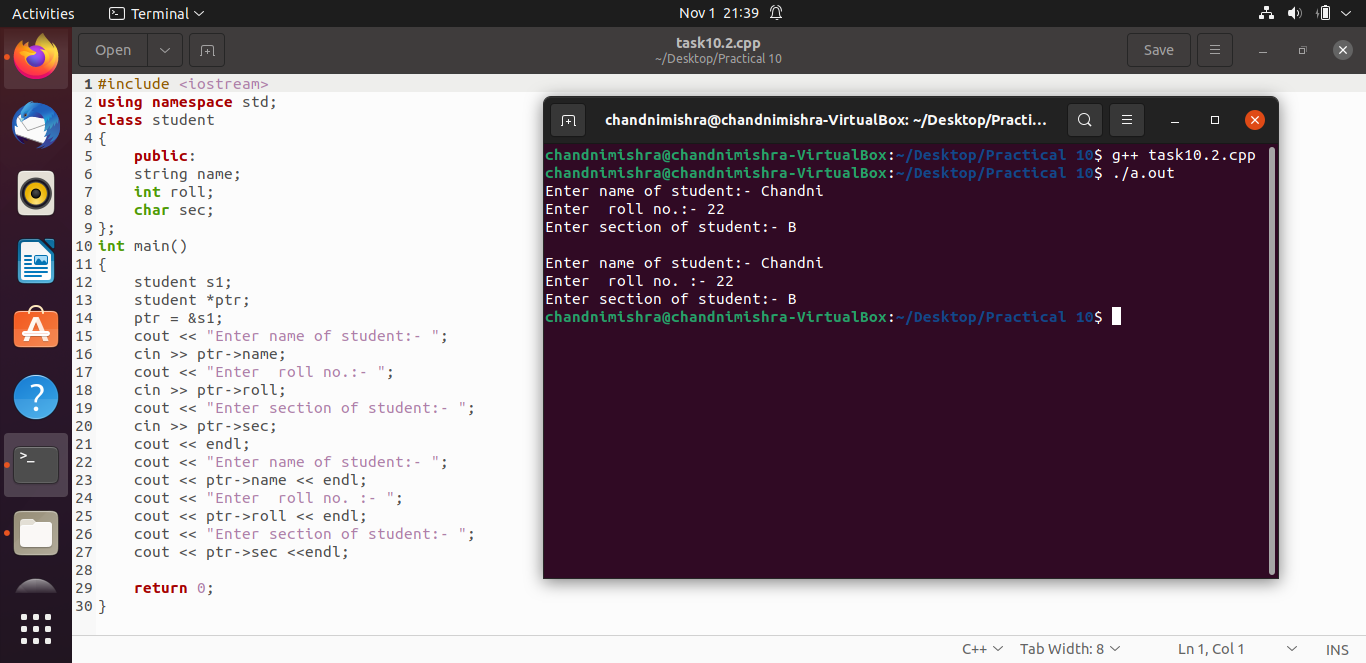 Activities
Terminal
Nov 1 21:39
Open
task10.2.cpp
~/Desktop/Practical 10
Save
1 #include <iostream>
2 using namespace std;
3 class student
4 {
5     public:
6     string name;
7     int roll;
8     char sec;
9 };
10 int main()
11 {
12     student s1;
13     student *ptr;
14     ptr = &s1;
15     cout << "Enter name of student:- ";
16     cin >> ptr->name;
17     cout << "Enter  roll no.:- ";
18     cin >> ptr->roll;
19     cout << "Enter section of student:- ";
20     cin >> ptr->sec;
21     cout << endl;
22     cout << "Enter name of student:- ";
23     cout << ptr->name << endl;
24     cout << "Enter  roll no. :- ";
25     cout << ptr->roll << endl;
26     cout << "Enter section of student:- ";
27     cout << ptr->sec <<endl;
28
29     return 0;
30 }
chandnimishra@chandnimishra-VirtualBox: ~/Desktop/Practi...
chandnimishra@chandnimishra-VirtualBox:~/Desktop/Practical 10$ g++ task10.2.cpp
chandnimishra@chandnimishra-VirtualBox:~/Desktop/Practical 10$ ./a.out
Enter name of student:- Chandni
Enter  roll no.:- 22
Enter section of student:- B
Enter name of student:- Chandni
Enter  roll no. :- 22
Enter section of student:- B
chandnimishra@chandnimishra-VirtualBox:~/Desktop/Practical 10$
C++
Tab Width: 8
Ln 1, Col 1
INS